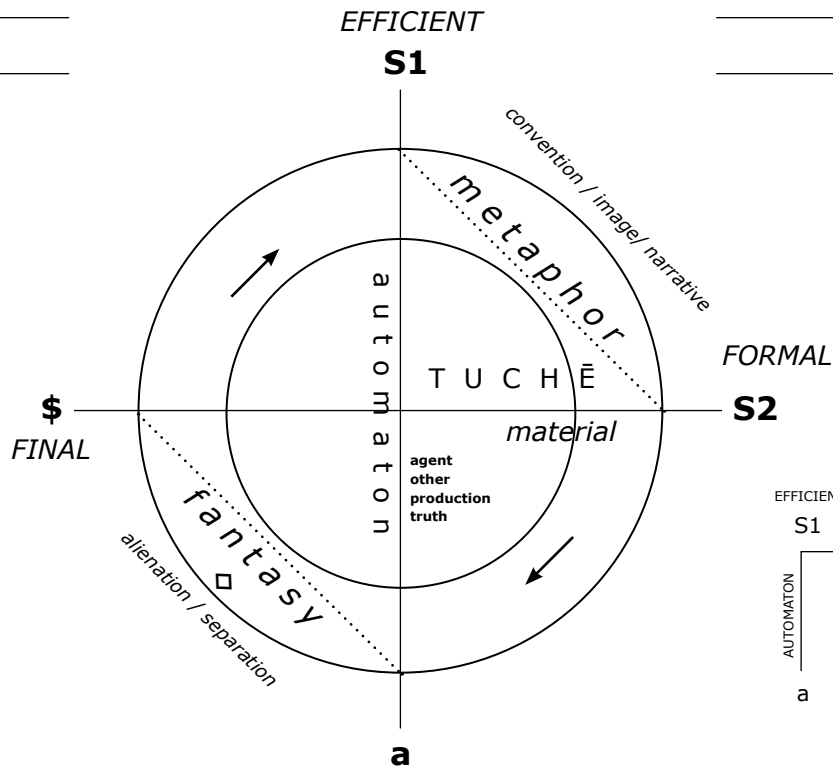 EFFICIENT
S1
convention / image/ narrative
metaphor
automaton
TUCHĒ
FORMAL
$
S2
FINAL
material
agent
other
production
truth
fantasy
◇
alienation / separation
a
S1
AUTOMATON
a